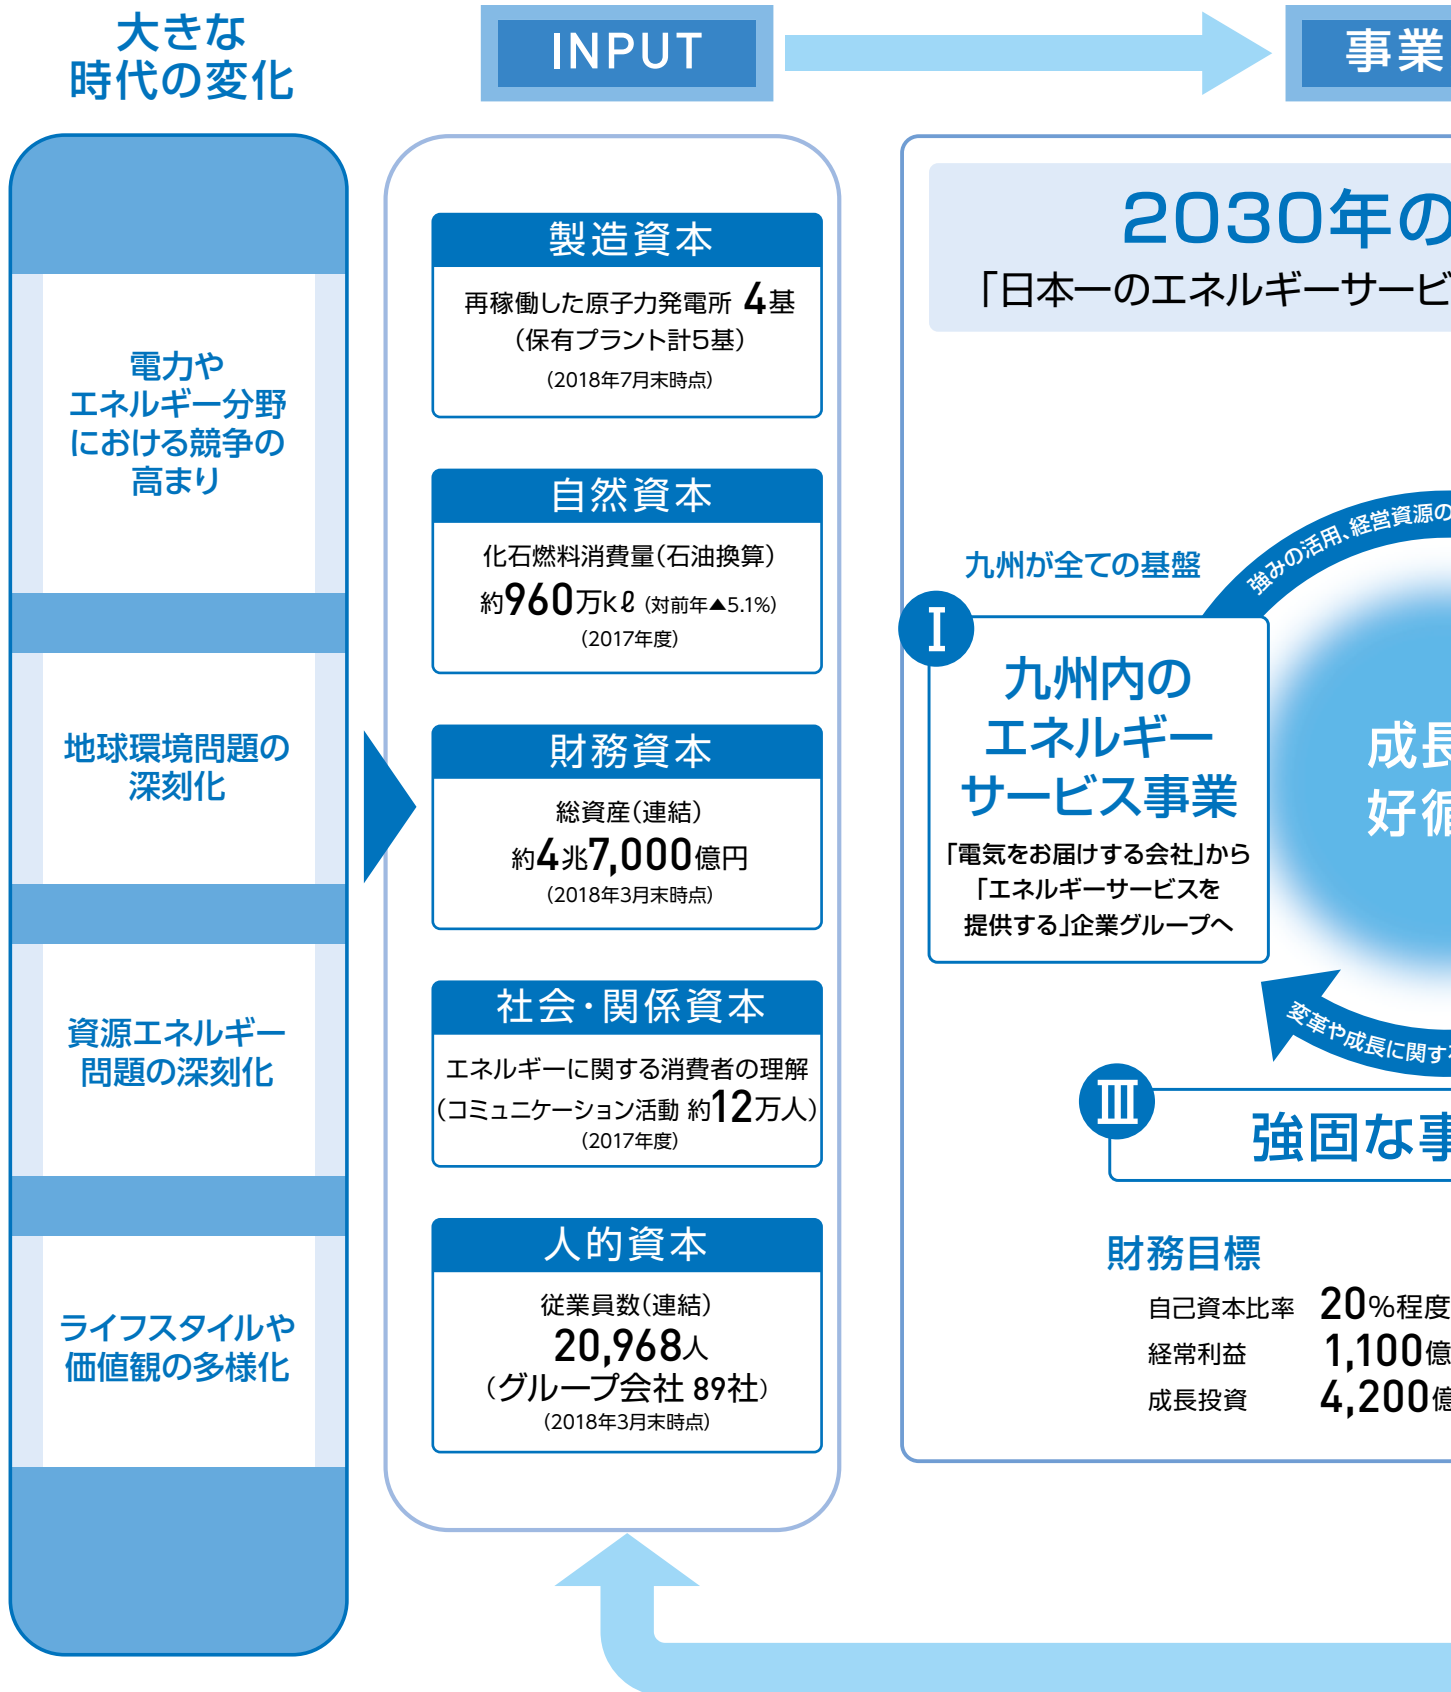 大きな
時代の変化
電力や
エネルギー分野
における競争の
高まり
地球環境問題の
深刻化
資源エネルギー
問題の深刻化
ライフスタイルや
価値観の多様化
INPUT
製造資本
再稼働した原子力発電所 4基
(保有プラント計5基)
(2018年7月末時点)
自然資本
化石燃料消費量(石油換算)
約960万kℓ (対前年▲5.1%)
(2017年度)
財務資本
総資産(連結)
約4兆7,000億円
(2018年3月末時点)
社会・関係資本
エネルギーに関する消費者の理解
(コミュニケーション活動 約12万人)
(2017年度)
人的資本
従業員数(連結)
20,968人
(グループ会社 89社)
(2018年3月末時点)
事業
2030年の
「日本一のエネルギーサービ
強みの活用、経営資源の
九州が全ての基盤
Ⅰ
九州内の
エネルギー
サービス事業
「電気をお届けする会社」から
「エネルギーサービスを
提供する」企業グループへ
成長
好循
変革や成長に関す
Ⅲ
強固な事
財務目標
自己資本比率 20%程度
経常利益 1,100億
成長投資 4,200億